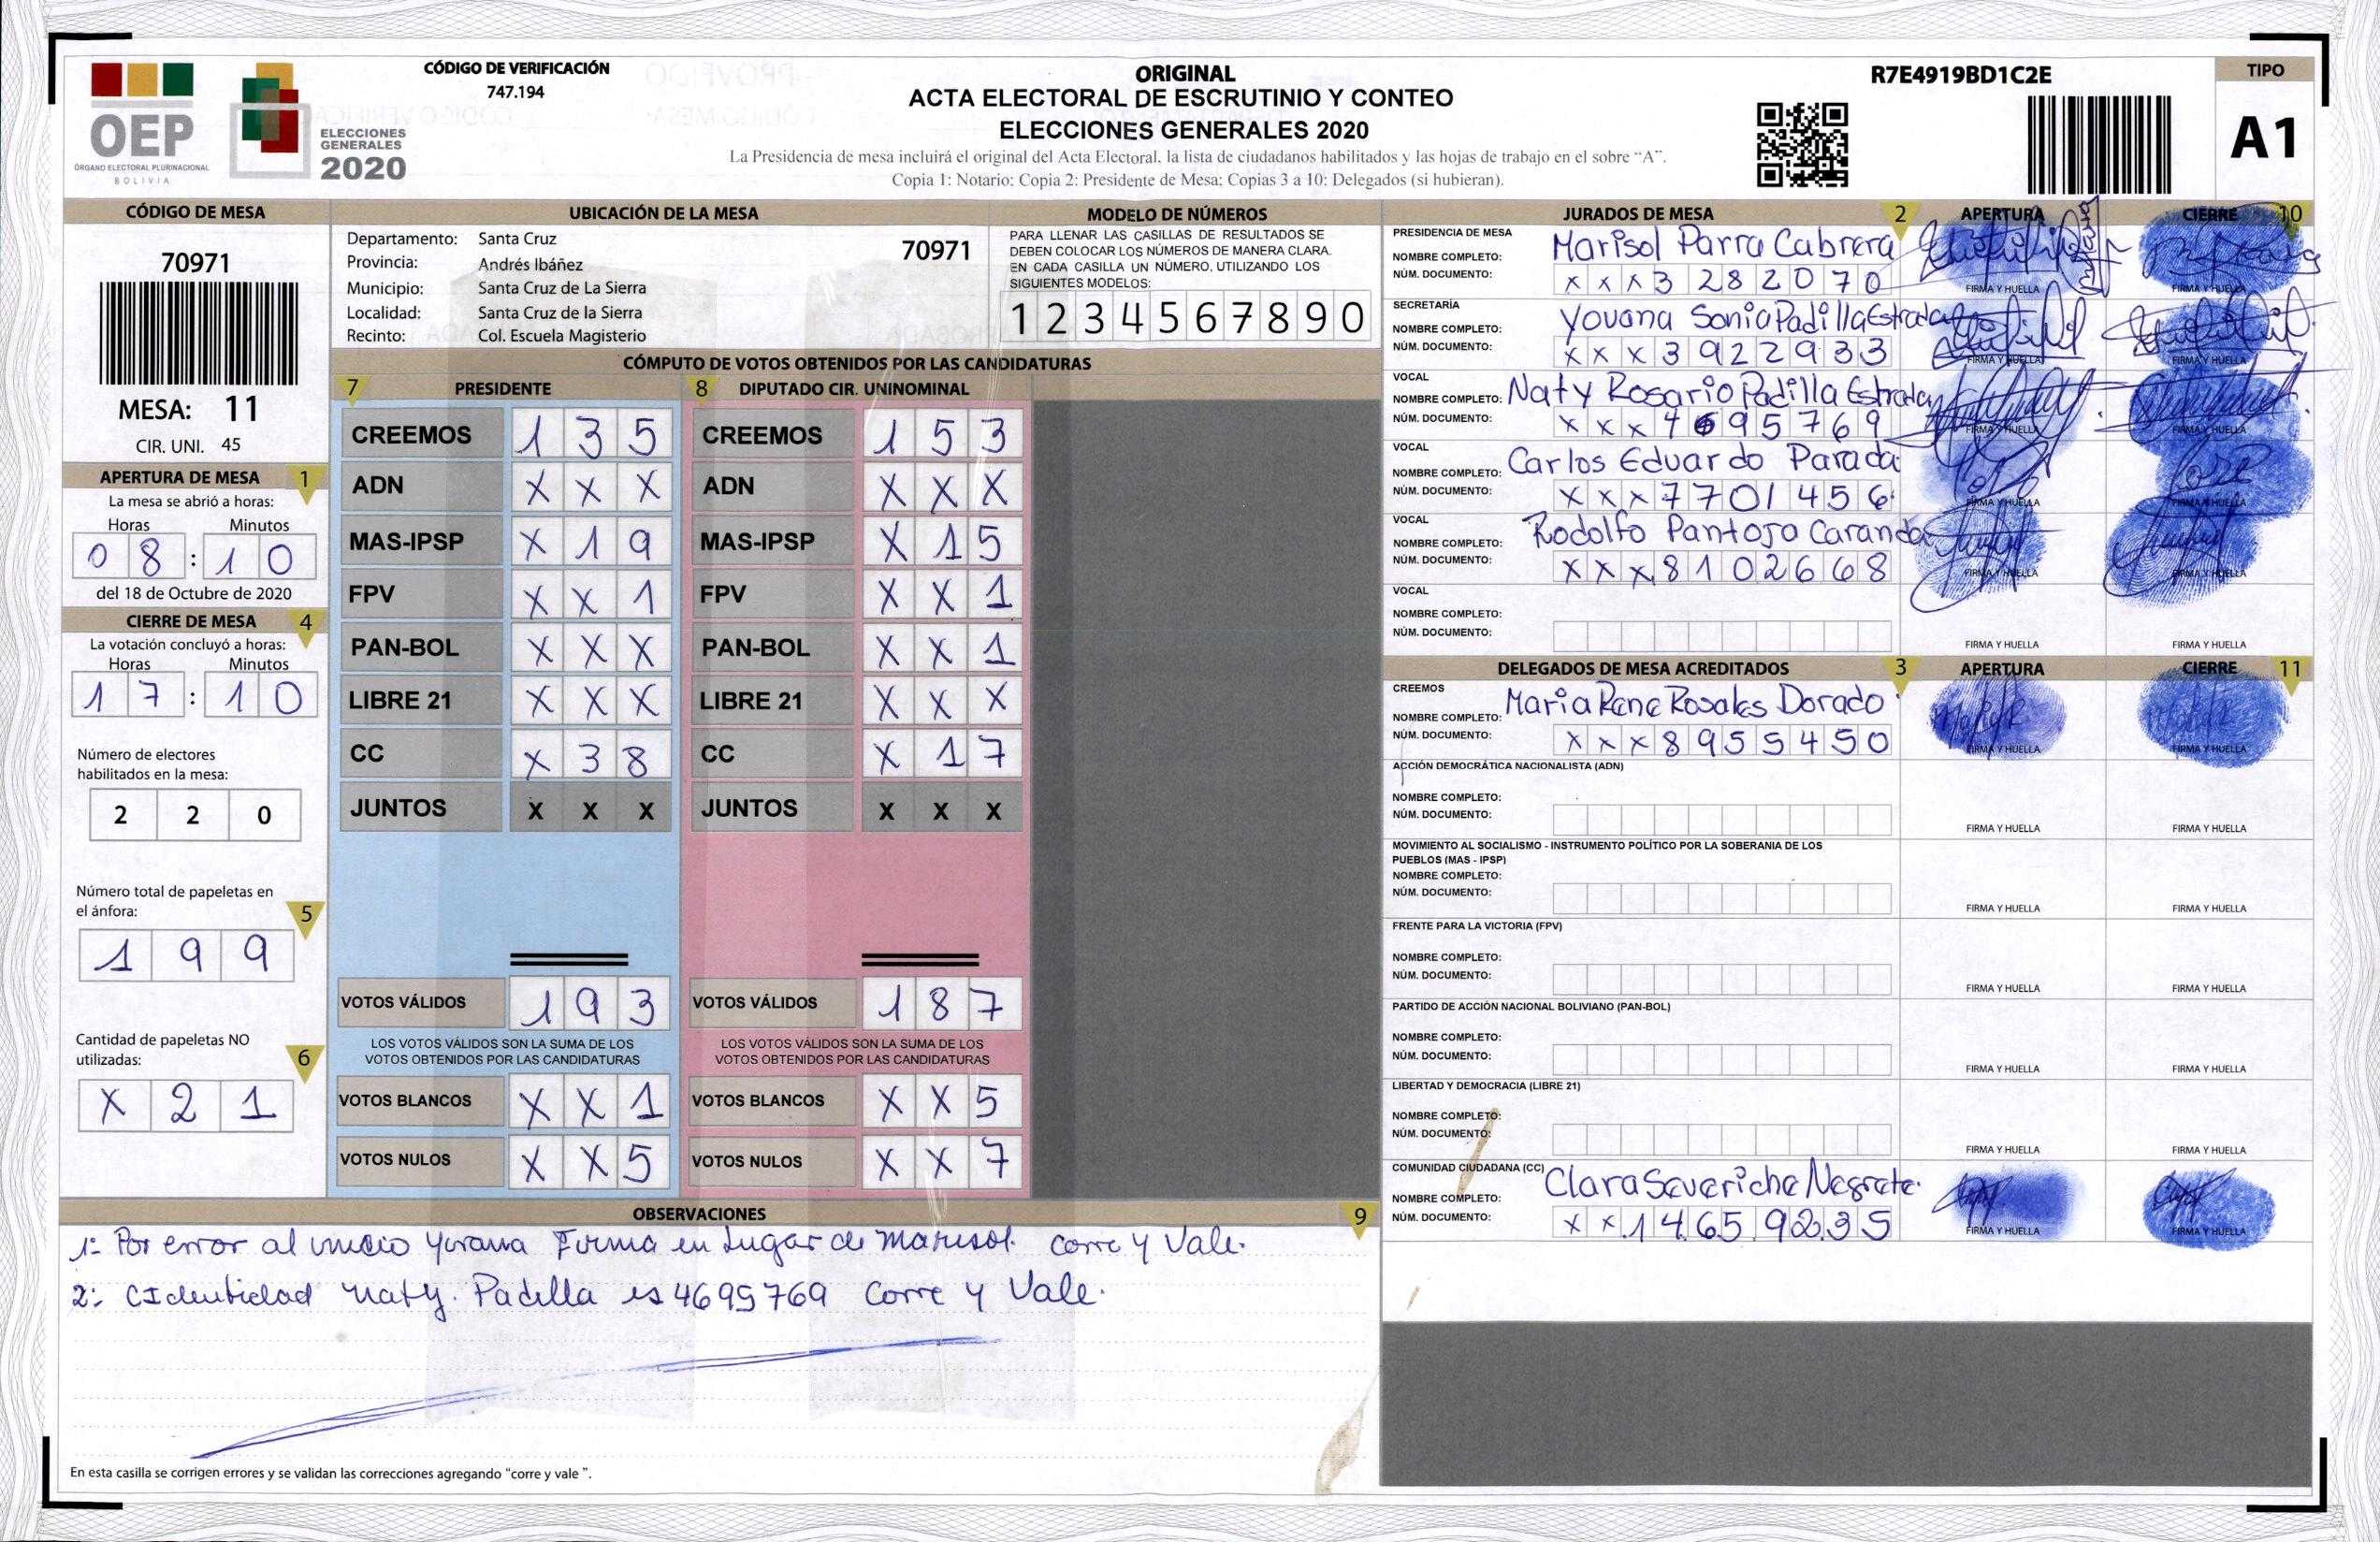 OEP
ÓRGANO ELECTORAL PLURINACIONAL
BOLIVIA
ELECCIONES
GENERALES
2020
CÓDIGO DE VERIFICACIÓN
747.194
ORIGINAL
ACTA ELECTORAL DE ESCRUTINIO Y CONTEO
ELECCIONES GENERALES 2020
La Presidencia de mesa incluirá el original del Acta Electoral, la lista de ciudadanos habilitados y las hojas de trabajo en el sobre "A".
Copia 1: Notario; Copia 2: Presidente de Mesa; Copias 3 a 10: Delegados (si hubieran).
R7E4919BD1C2E
TIPO
A1
CÓDIGO DE MESA
70971
MESA: 11
CIR. UNI. 45
APERTURA DE MESA 1
La mesa se abrió a horas:
Horas Minutos
0 8 : 1 0
del 18 de Octubre de 2020
CIERRE DE MESA 4
La votación concluyó a horas:
Horas Minutos
1 7 : 1 0
Número de electores
habilitados en la mesa:
2 2 0
Número total de papeletas en
el ánfora: 5
1 9 9
Cantidad de papeletas NO
utilizadas: 6
X 2 1
UBICACIÓN DE LA MESA
Departamento: Santa Cruz 70971
Provincia: Andrés Ibáñez
Municipio: Santa Cruz de La Sierra
Localidad: Santa Cruz de la Sierra
Recinto: Col. Escuela Magisterio
MODELO DE NÚMEROS
PARA LLENAR LAS CASILLAS DE RESULTADOS SE
DEBEN COLOCAR LOS NÚMEROS DE MANERA CLARA.
EN CADA CASILLA UN NÚMERO, UTILIZANDO LOS
SIGUIENTES MODELOS:
1 2 3 4 5 6 7 8 9 0
CÓMPUTO DE VOTOS OBTENIDOS POR LAS CANDIDATURAS
7 PRESIDENTE
CREEMOS 1 3 5
ADN X X X
MAS-IPSP X 1 9
FPV X X 1
PAN-BOL X X X
LIBRE 21 X X X
CC X 3 8
JUNTOS X X X
VOTOS VÁLIDOS 1 9 3
LOS VOTOS VÁLIDOS SON LA SUMA DE LOS
VOTOS OBTENIDOS POR LAS CANDIDATURAS
VOTOS BLANCOS X X 1
VOTOS NULOS X X 5
8 DIPUTADO CIR. UNINOMINAL
CREEMOS 1 5 3
ADN X X X
MAS-IPSP X 1 5
FPV X X 1
PAN-BOL X X 1
LIBRE 21 X X X
CC X 1 7
JUNTOS X X X
VOTOS VÁLIDOS 1 8 7
LOS VOTOS VÁLIDOS SON LA SUMA DE LOS
VOTOS OBTENIDOS POR LAS CANDIDATURAS
VOTOS BLANCOS X X 5
VOTOS NULOS X X 7
OBSERVACIONES 9
1: Por error al inicio Yovana Firma en Lugar de Marisol. Corre y Vale.
2: CIdentidad Naty. Padilla es 4695769 Corre y Vale.
En esta casilla se corrigen errores y se validan las correcciones agregando "corre y vale ".
JURADOS DE MESA 2 APERTURA CIERRE 10
PRESIDENCIA DE MESA
NOMBRE COMPLETO: Marisol Parra Cabrera
NÚM. DOCUMENTO: X X X 3 2 8 2 0 7 0
FIRMA Y HUELLA FIRMA Y HUELLA
SECRETARÍA
NOMBRE COMPLETO: Yovana Sonia Padilla Estrada
NÚM. DOCUMENTO: X X X 3 9 2 2 9 3 3
FIRMA Y HUELLA FIRMA Y HUELLA
VOCAL
NOMBRE COMPLETO: Naty Rosario Padilla Estrada
NÚM. DOCUMENTO: X X X 4 6 9 5 7 6 9
FIRMA Y HUELLA FIRMA Y HUELLA
VOCAL
NOMBRE COMPLETO: Carlos Eduardo Parada
NÚM. DOCUMENTO: X X X 7 7 0 1 4 5 6
FIRMA Y HUELLA FIRMA Y HUELLA
VOCAL
NOMBRE COMPLETO: Rodolfo Pantoja Caranda
NÚM. DOCUMENTO: X X X 8 1 0 2 6 6 8
FIRMA Y HUELLA FIRMA Y HUELLA
VOCAL
NOMBRE COMPLETO:
NÚM. DOCUMENTO:
FIRMA Y HUELLA FIRMA Y HUELLA
DELEGADOS DE MESA ACREDITADOS 3 APERTURA CIERRE 11
CREEMOS
NOMBRE COMPLETO: Maria Rene Rosales Dorado
NÚM. DOCUMENTO: X X X 8 9 5 5 4 5 0
FIRMA Y HUELLA FIRMA Y HUELLA
ACCIÓN DEMOCRÁTICA NACIONALISTA (ADN)
NOMBRE COMPLETO:
NÚM. DOCUMENTO:
FIRMA Y HUELLA FIRMA Y HUELLA
MOVIMIENTO AL SOCIALISMO - INSTRUMENTO POLÍTICO POR LA SOBERANIA DE LOS
PUEBLOS (MAS - IPSP)
NOMBRE COMPLETO:
NÚM. DOCUMENTO:
FIRMA Y HUELLA FIRMA Y HUELLA
FRENTE PARA LA VICTORIA (FPV)
NOMBRE COMPLETO:
NÚM. DOCUMENTO:
FIRMA Y HUELLA FIRMA Y HUELLA
PARTIDO DE ACCIÓN NACIONAL BOLIVIANO (PAN-BOL)
NOMBRE COMPLETO:
NÚM. DOCUMENTO:
FIRMA Y HUELLA FIRMA Y HUELLA
LIBERTAD Y DEMOCRACIA (LIBRE 21)
NOMBRE COMPLETO:
NÚM. DOCUMENTO:
FIRMA Y HUELLA FIRMA Y HUELLA
COMUNIDAD CIUDADANA (CC)
NOMBRE COMPLETO: Clara Severiche Negrete
NÚM. DOCUMENTO: X X 1 4 6 5 9 2 3 5
FIRMA Y HUELLA FIRMA Y HUELLA